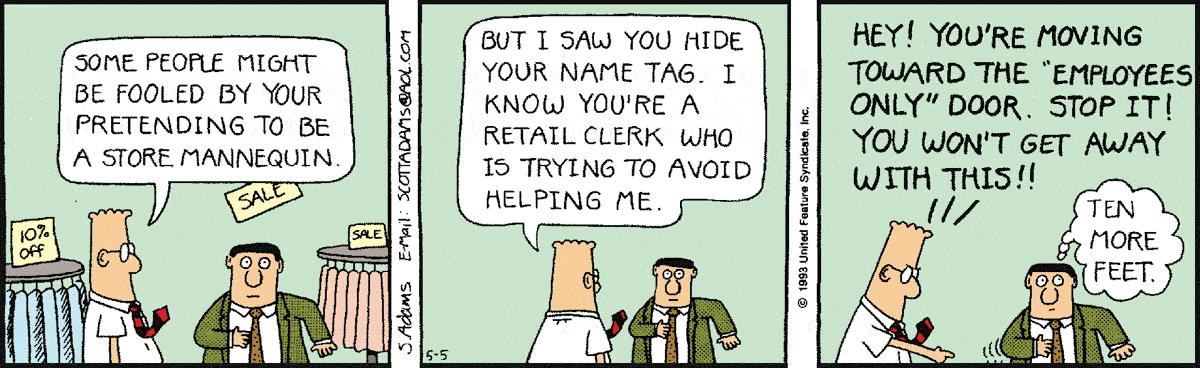 SOME PEOPLE MIGHT
BE FOOLED BY YOUR
PRETENDING TO BE
A STORE MANNEQUIN.
SALE
10%
OFF
SALE
S. ADAMS E-MAIL: SCOTTADAMS@AOL.COM
BUT I SAW YOU HIDE
YOUR NAME TAG. I
KNOW YOU'RE A
RETAIL CLERK WHO
IS TRYING TO AVOID
HELPING ME.
5-5
© 1993 United Feature Syndicate, Inc.
HEY! YOU'RE MOVING
TOWARD THE "EMPLOYEES
ONLY" DOOR. STOP IT!
YOU WON'T GET AWAY
WITH THIS!!
TEN
MORE
FEET.